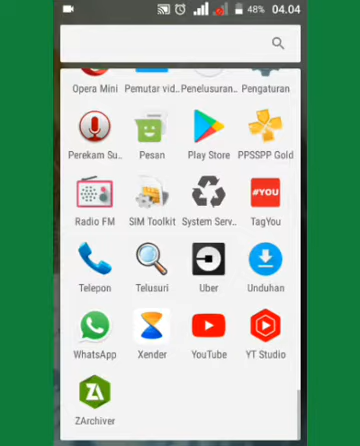 48% 04.04
Opera Mini Pemutar vid.. Penelusuran.. Pengaturan
Perekam Su.. Pesan Play Store PPSSPP Gold
#YOU
Radio FM SIM Toolkit System Serv.. TagYou
Telepon Telusuri Uber Unduhan
WhatsApp Xender YouTube YT Studio
ZA
ZArchiver